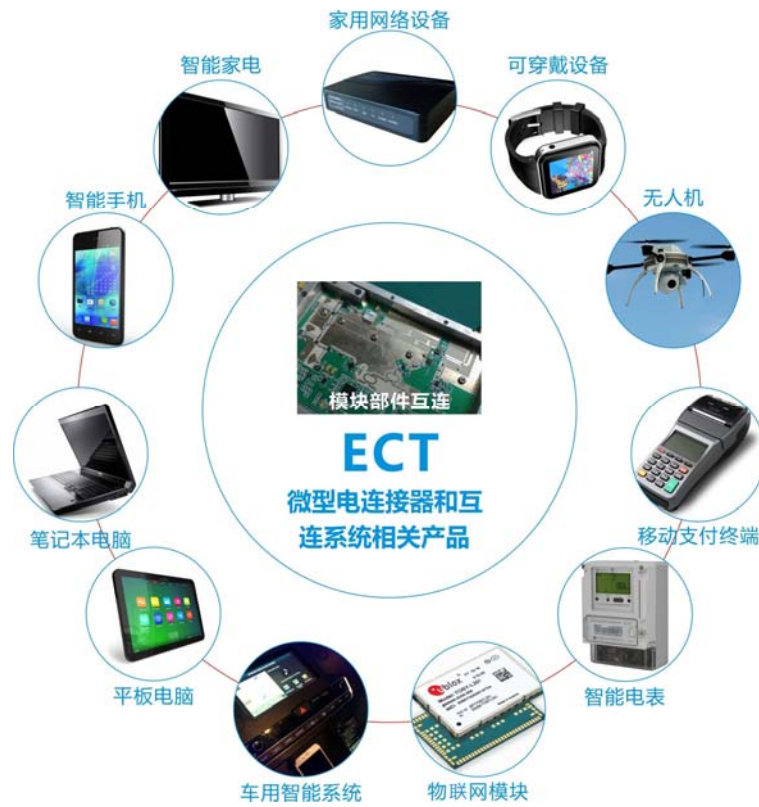 家用网络设备
智能家电
可穿戴设备
智能手机
无人机
模块部件互连
ECT
微型电连接器和互
连系统相关产品
笔记本电脑
移动支付终端
平板电脑
智能电表
blox
车用智能系统
物联网模块